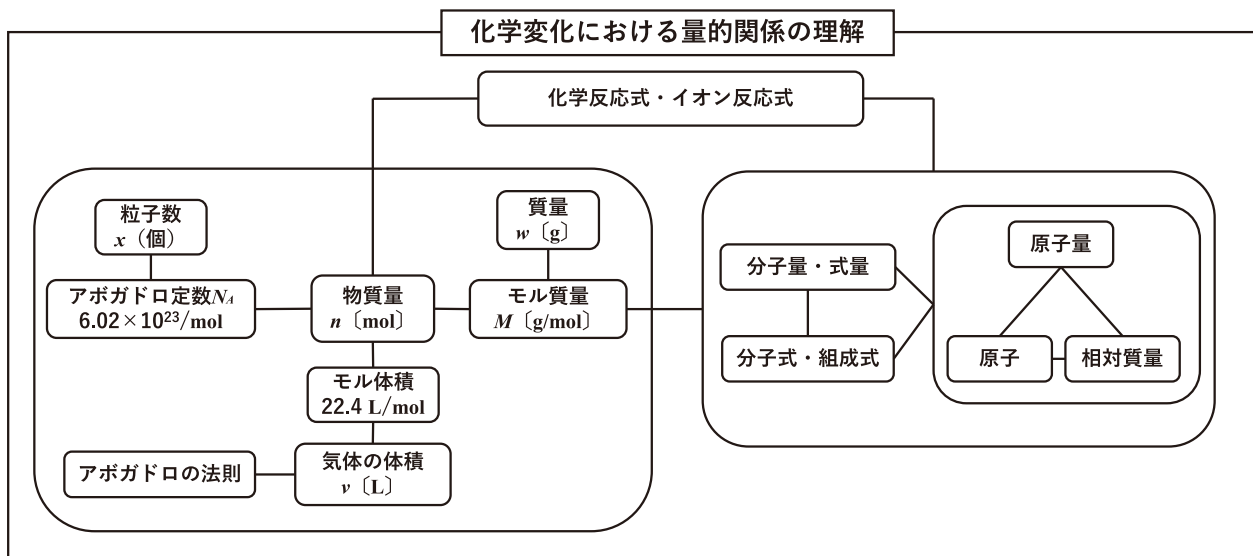 化学変化における量的関係の理解
化学反応式・イオン反応式
粒子数
x（個）
質量
w〔g〕
アボガドロ定数NA
6.02×10²³/mol
物質量
n〔mol〕
モル質量
M〔g/mol〕
モル体積
22.4 L/mol
アボガドロの法則
気体の体積
v〔L〕
分子量・式量
分子式・組成式
原子量
原子
相対質量